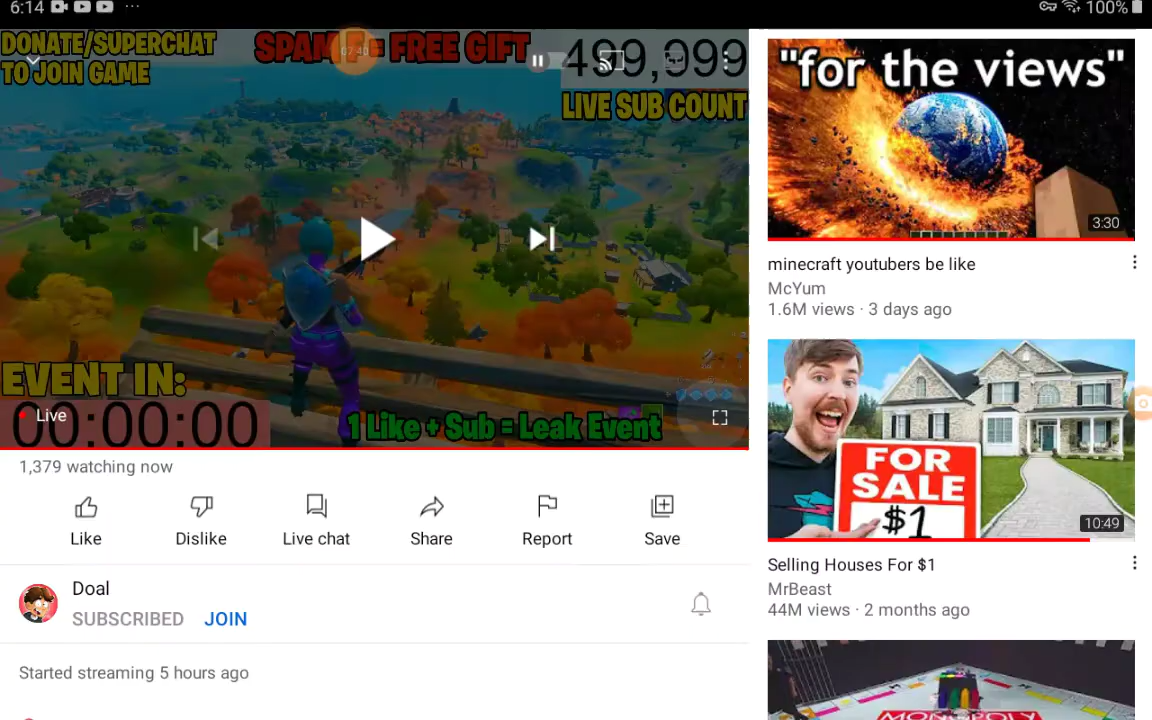 6:14
100%
DONATE/SUPERCHAT
TO JOIN GAME
SPAM F = FREE GIFT
07:40
499,999
LIVE SUB COUNT
EVENT IN:
00:00:00
Live
1 Like + Sub = Leak Event
1,379 watching now
Like
Dislike
Live chat
Share
Report
Save
Doal
SUBSCRIBED
JOIN
Started streaming 5 hours ago
"for the views"
3:30
minecraft youtubers be like
McYum
1.6M views · 3 days ago
FOR
SALE
$1
10:49
Selling Houses For $1
MrBeast
44M views · 2 months ago
MONOPOLY